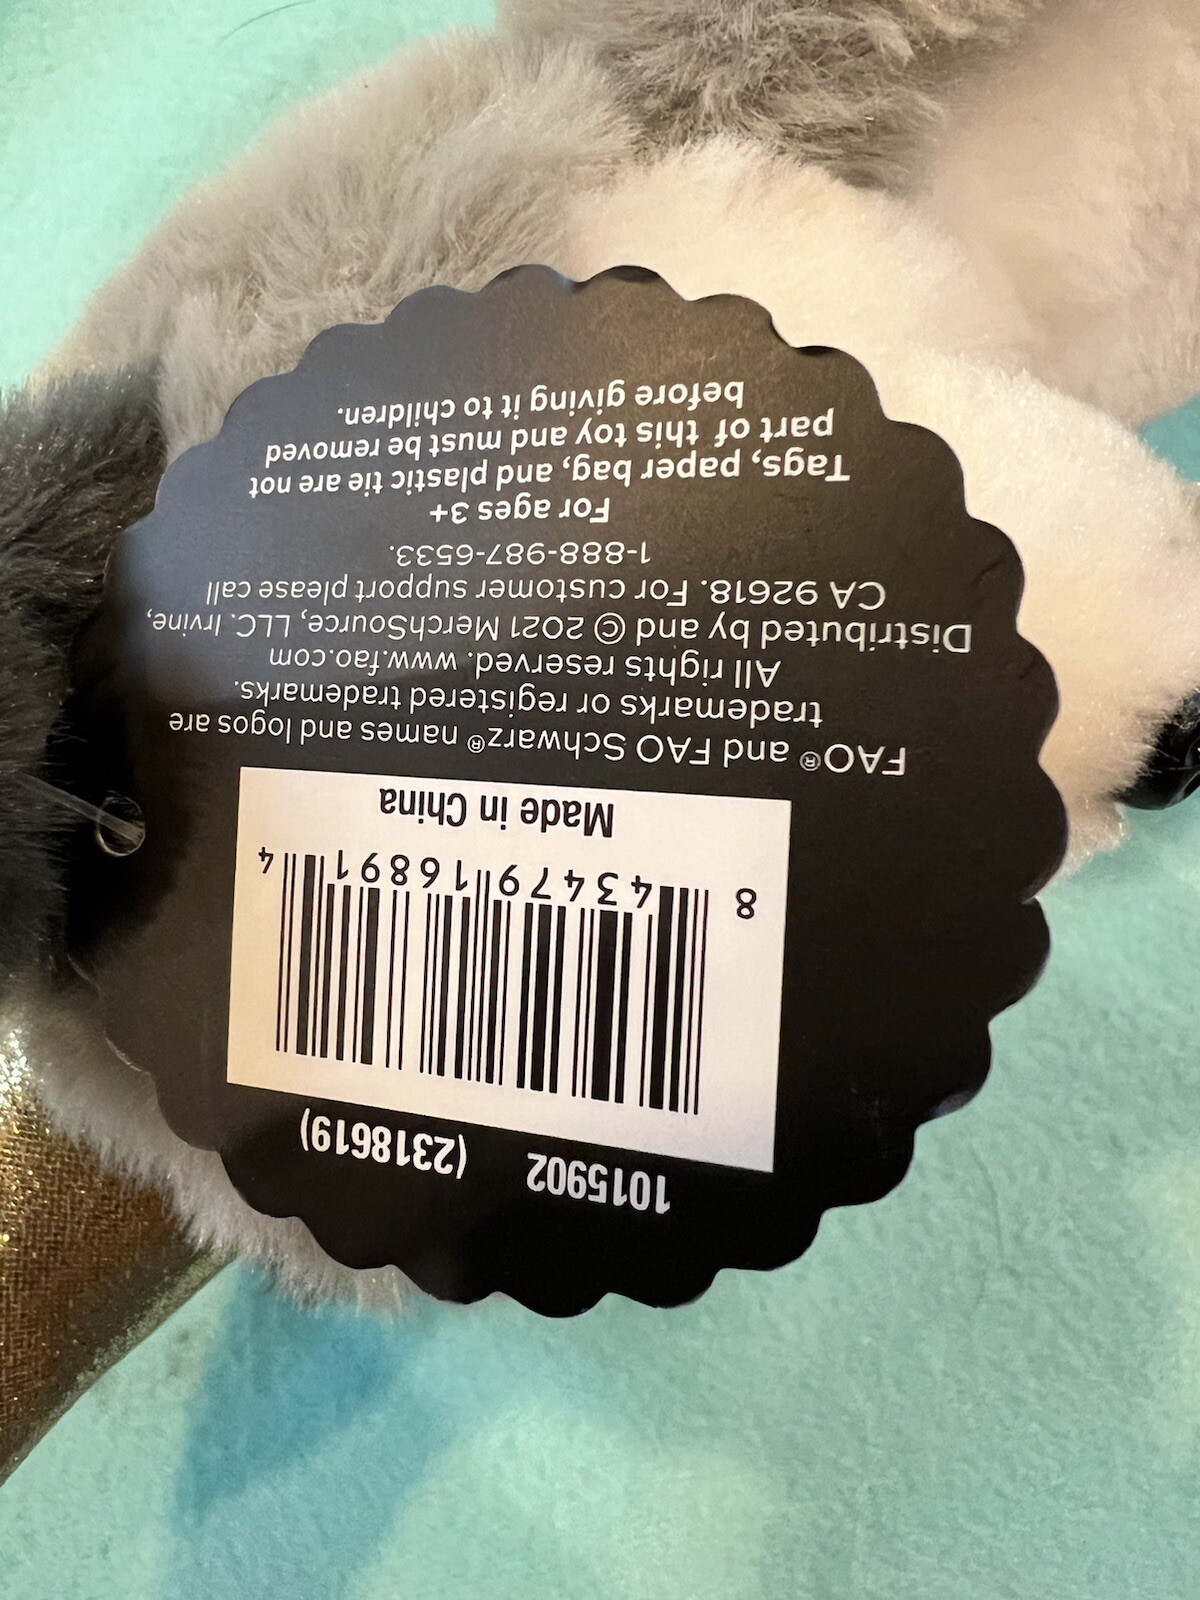 1015902 (2318619)
8 43479 16891 4
Made in China
FAO® and FAO Schwarz® names and logos are
trademarks or registered trademarks.
All rights reserved. www.fao.com
Distributed by and © 2021 MerchSource, LLC. Irvine,
CA 92618. For customer support please call
1-888-987-6533.
For ages 3+
Tags, paper bag, and plastic tie are not
part of this toy and must be removed
before giving it to children.